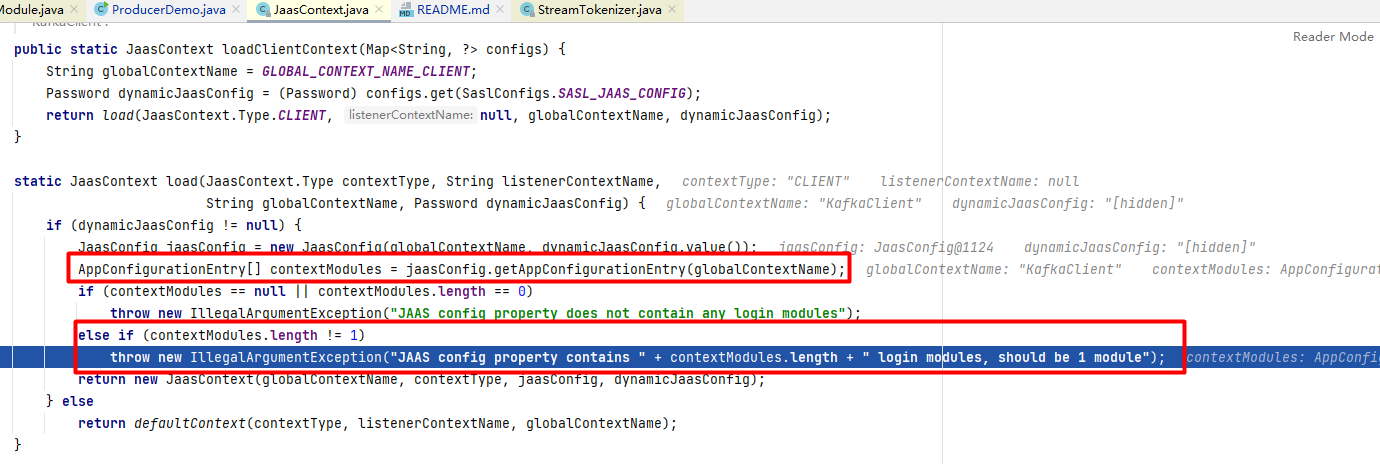 Module.java × ProducerDemo.java × JaasContext.java × README.md × StreamTokenizer.java ×
KafkaClient .
Reader Mode
public static JaasContext loadClientContext(Map<String, ?> configs) {
String globalContextName = GLOBAL_CONTEXT_NAME_CLIENT;
Password dynamicJaasConfig = (Password) configs.get(SaslConfigs.SASL_JAAS_CONFIG);
return load(JaasContext.Type.CLIENT, listenerContextName: null, globalContextName, dynamicJaasConfig);
}
static JaasContext load(JaasContext.Type contextType, String listenerContextName, contextType: "CLIENT" listenerContextName: null
String globalContextName, Password dynamicJaasConfig) { globalContextName: "KafkaClient" dynamicJaasConfig: "[hidden]"
if (dynamicJaasConfig != null) {
JaasConfig jaasConfig = new JaasConfig(globalContextName, dynamicJaasConfig.value()); jaasConfig: JaasConfig@1124 dynamicJaasConfig: "[hidden]"
AppConfigurationEntry[] contextModules = jaasConfig.getAppConfigurationEntry(globalContextName); globalContextName: "KafkaClient" contextModules: AppConfigurat
if (contextModules == null || contextModules.length == 0)
throw new IllegalArgumentException("JAAS config property does not contain any login modules");
else if (contextModules.length != 1)
throw new IllegalArgumentException("JAAS config property contains " + contextModules.length + " login modules, should be 1 module"); contextModules: AppConfig
return new JaasContext(globalContextName, contextType, jaasConfig, dynamicJaasConfig);
} else
return defaultContext(contextType, listenerContextName, globalContextName);
}